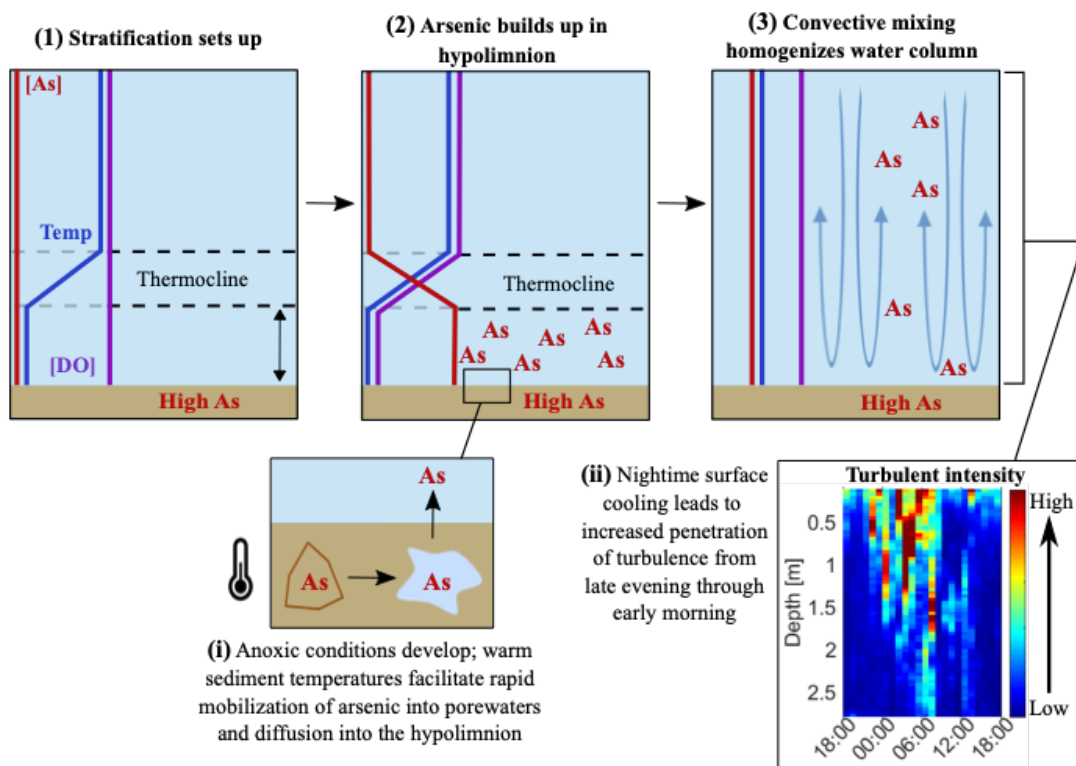 (1) Stratification sets up
[As]
Temp
Thermocline
[DO]
High As
(2) Arsenic builds up in
hypolimnion
Thermocline
As
As
As
As
As
As
High As
(3) Convective mixing
homogenizes water column
As
As
As
As
As
High As
As
As
As
(i) Anoxic conditions develop; warm
sediment temperatures facilitate rapid
mobilization of arsenic into porewaters
and diffusion into the hypolimnion
(ii) Nightime surface
cooling leads to
increased penetration
of turbulence from
late evening through
early morning
Turbulent intensity
High
Low
Depth [m]
0.5
1
1.5
2
2.5
18:00
00:00
06:00
12:00
18:00